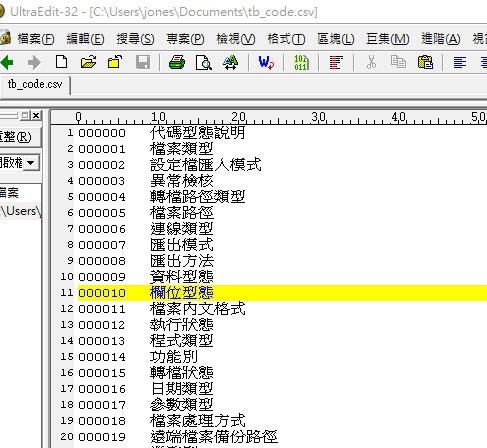 UltraEdit-32 - [C:\Users\jones\Documents\tb_code.csv]
檔案(F) 編輯(E) 搜尋(S) 專案(P) 檢視(V) 格式(T) 區塊(L) 巨集(M) 進階(A) 視
tb_code.csv
0 10 20 30 40 50
重整(R)
開啟檔
檔案
:\Users\
1 000000 代碼型態說明
2 000001 檔案類型
3 000002 設定檔匯入模式
4 000003 異常檢核
5 000004 轉檔路徑類型
6 000005 檔案路徑
7 000006 連線類型
8 000007 匯出模式
9 000008 匯出方法
10 000009 資料型態
11 000010 欄位型態
12 000011 檔案內文格式
13 000012 執行狀態
14 000013 程式類型
15 000014 功能別
16 000015 轉檔狀態
17 000016 日期類型
18 000017 參數類型
19 000018 檔案處理方式
20 000019 遠端檔案備份路徑